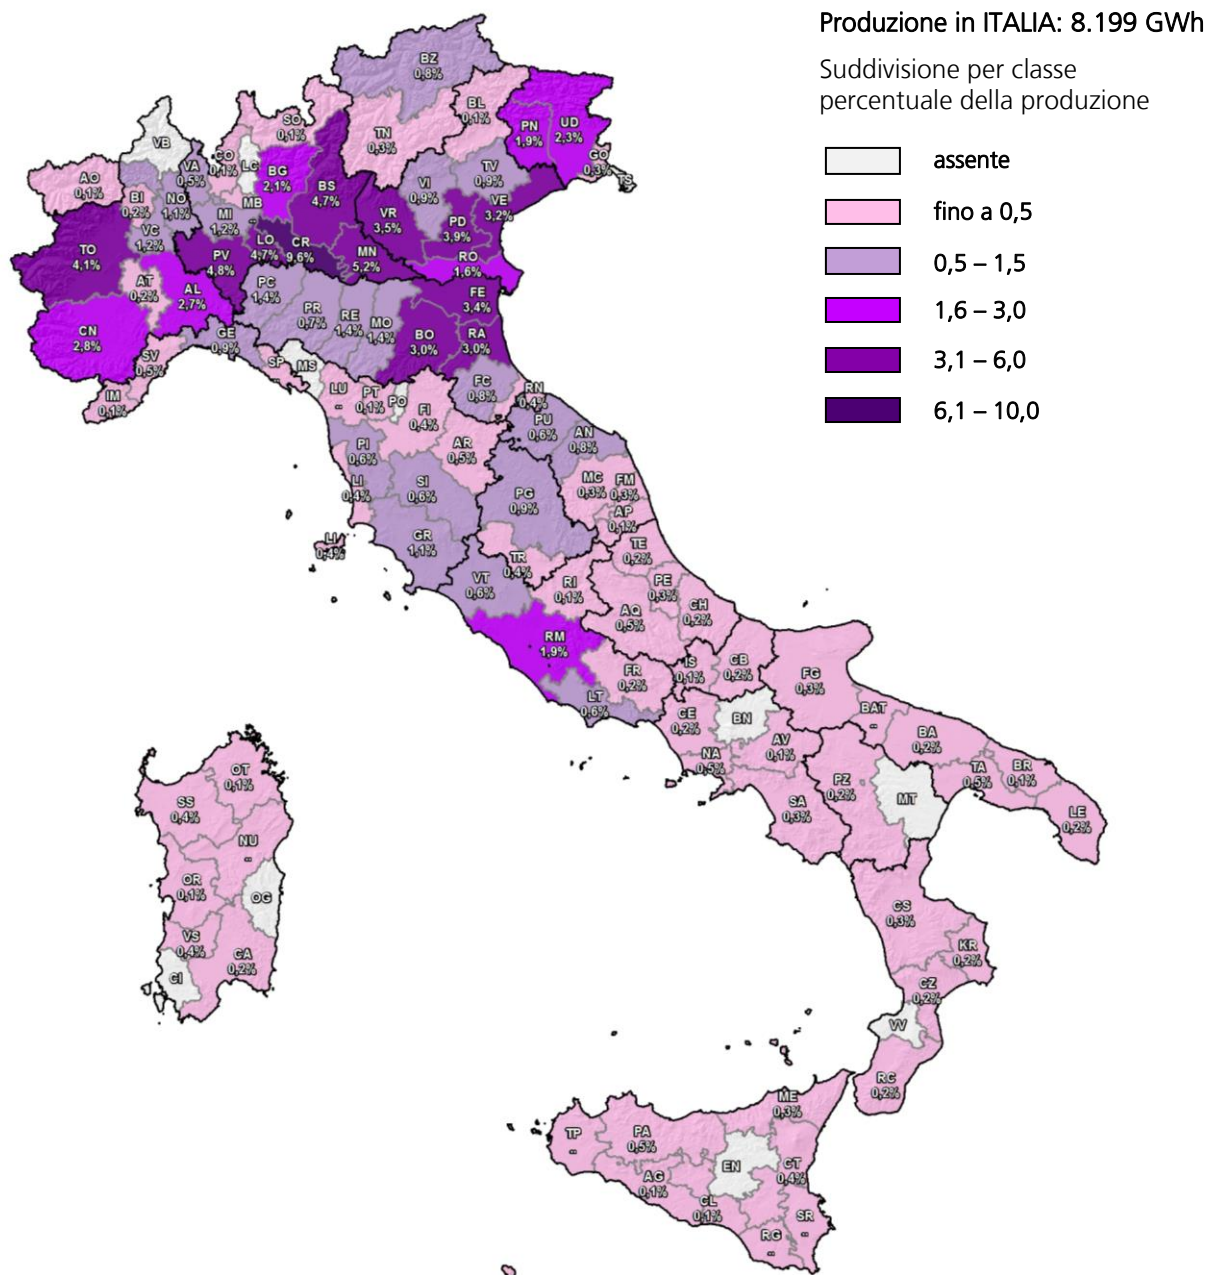 Produzione in ITALIA: 8.199 GWh
Suddivisione per classe
percentuale della produzione
assente
fino a 0,5
0,5 – 1,5
1,6 – 3,0
3,1 – 6,0
6,1 – 10,0
BZ
0,8%
BL
0,1%
SO
0,1%
TN
0,3%
PN
1,9%
UD
2,3%
GO
0,3%
TS
VB
AO
0,1%
VA
0,5%
CO
0,1%
LC
BG
2,1%
BS
4,7%
VI
0,9%
TV
0,9%
VE
3,2%
BI
0,2%
NO
1,1%
MI
1,2%
MB
--
VR
3,5%
PD
3,9%
TO
4,1%
VC
1,2%
PV
4,8%
LO
4,7%
CR
9,6%
MN
5,2%
RO
1,6%
AT
0,2%
AL
2,7%
PC
1,4%
PR
0,7%
RE
1,4%
MO
1,4%
FE
3,4%
CN
2,8%
GE
0,9%
BO
3,0%
RA
3,0%
SV
0,5%
SP
--
MS
IM
0,1%
LU
--
PT
0,1%
PO
FI
0,4%
FC
0,8%
RN
0,4%
PU
0,6%
AN
0,8%
PI
0,6%
AR
0,5%
LI
0,4%
SI
0,6%
PG
0,9%
MC
0,3%
FM
0,3%
AP
0,1%
LI
0,4%
GR
1,1%
TR
0,4%
TE
0,2%
VT
0,6%
RI
0,1%
PE
0,3%
AQ
0,5%
CH
0,2%
RM
1,9%
FR
0,2%
IS
0,1%
CB
0,2%
FG
0,3%
LT
0,6%
CE
0,2%
BN
BAT
--
BA
0,2%
NA
0,5%
AV
0,1%
PZ
0,2%
MT
TA
0,5%
BR
0,1%
LE
0,2%
SA
0,3%
OT
0,1%
SS
0,4%
NU
--
OR
0,1%
OG
VS
0,4%
CA
0,2%
CI
CS
0,3%
KR
0,2%
CZ
0,2%
VV
RC
0,2%
ME
0,3%
TP
--
PA
0,5%
EN
CT
0,4%
AG
0,1%
CL
0,1%
SR
--
RG
--